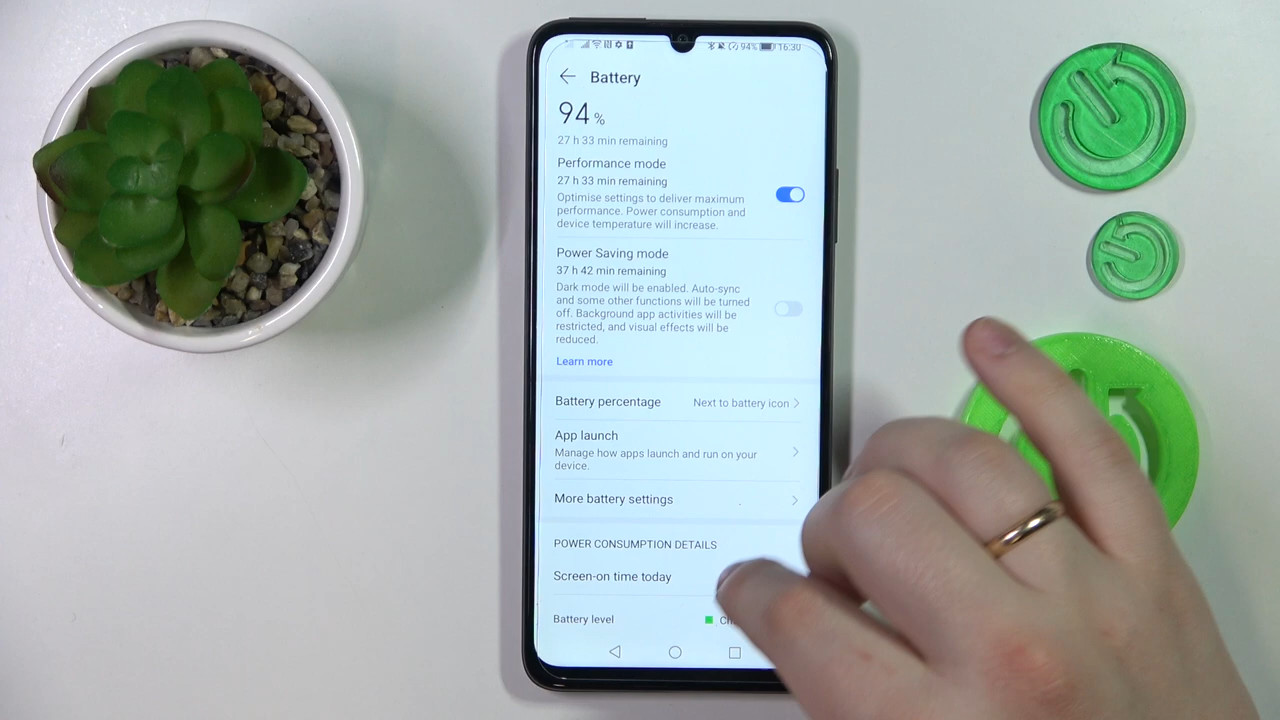 94% 16:30
Battery
94 %
27 h 33 min remaining
Performance mode
27 h 33 min remaining
Optimise settings to deliver maximum
performance. Power consumption and
device temperature will increase.
Power Saving mode
37 h 42 min remaining
Dark mode will be enabled. Auto-sync
and some other functions will be turned
off. Background app activities will be
restricted, and visual effects will be
reduced.
Learn more
Battery percentage Next to battery icon
App launch
Manage how apps launch and run on your
device.
More battery settings
POWER CONSUMPTION DETAILS
Screen-on time today
Battery level